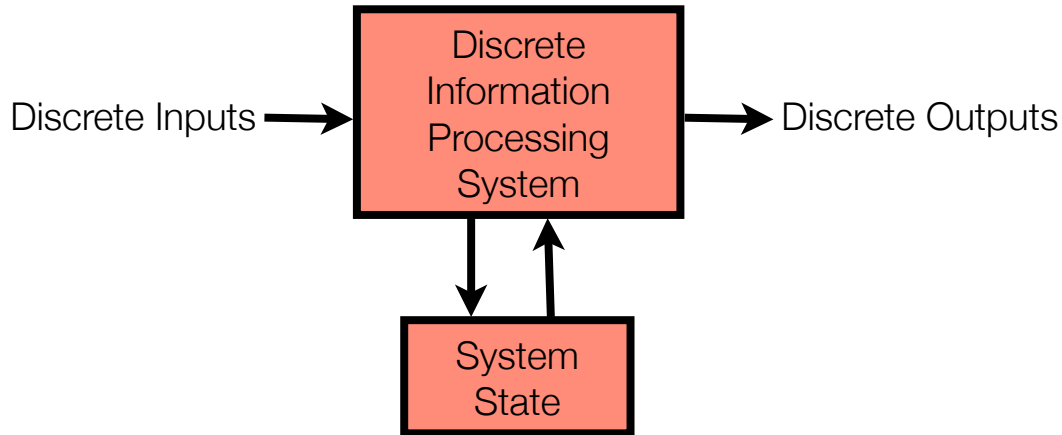 Discrete
Information
Discrete Inputs
Discrete Outputs
Processing
System
System
State